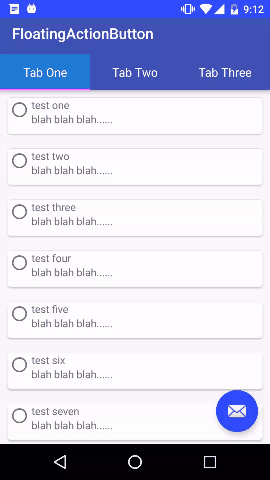 9:12
FloatingActionButton
Tab One
Tab Two
Tab Three
test one
blah blah blah......
test two
blah blah blah......
test three
blah blah blah......
test four
blah blah blah......
test five
blah blah blah......
test six
blah blah blah......
test seven
blah blah blah......